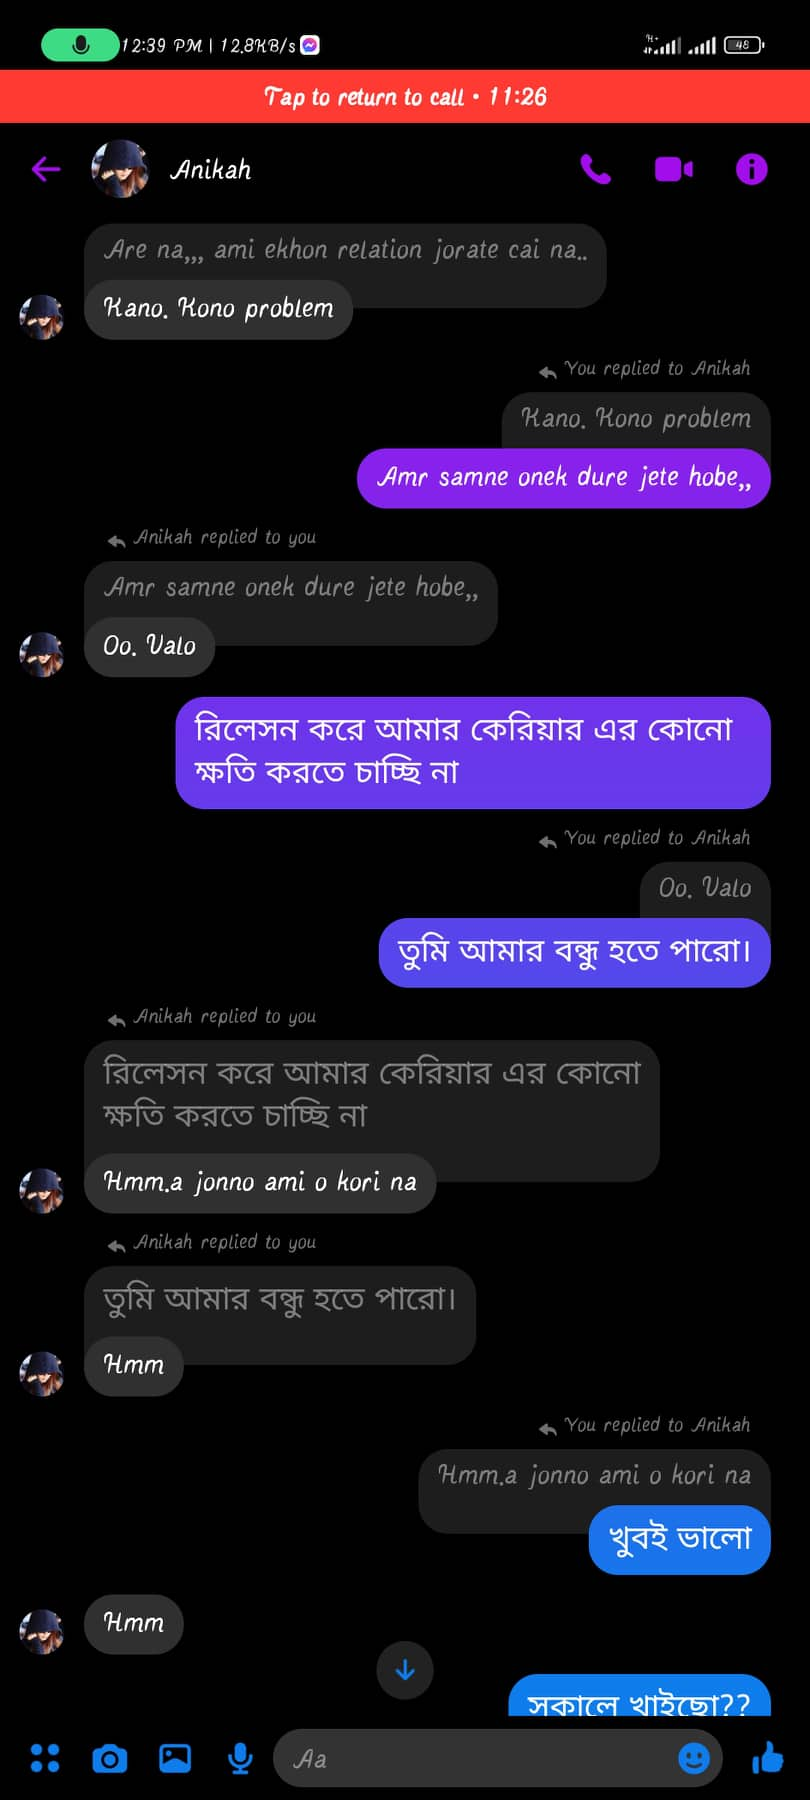 12:39 PM | 12.8KB/s
H+
48
Tap to return to call • 11:26
Anikah
Are na,,, ami ekhon relation jorate cai na..
Kano. Kono problem
You replied to Anikah
Kano. Kono problem
Amr samne onek dure jete hobe,,
Anikah replied to you
Amr samne onek dure jete hobe,,
Oo. Valo
রিলেসন করে আমার কেরিয়ার এর কোনো
ক্ষতি করতে চাচ্ছি না
You replied to Anikah
Oo. Valo
তুমি আমার বন্ধু হতে পারো।
Anikah replied to you
রিলেসন করে আমার কেরিয়ার এর কোনো
ক্ষতি করতে চাচ্ছি না
Hmm.a jonno ami o kori na
Anikah replied to you
তুমি আমার বন্ধু হতে পারো।
Hmm
You replied to Anikah
Hmm.a jonno ami o kori na
খুবই ভালো
Hmm
সকালে খাইছো??
Aa